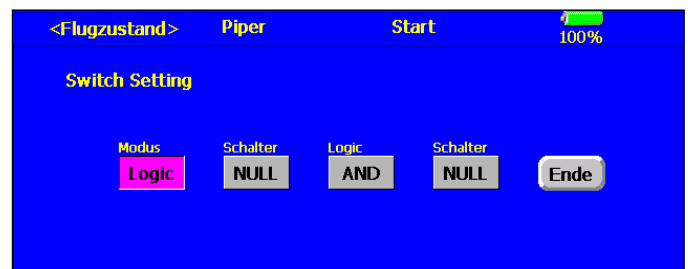 <Flugzustand> Piper Start 100%
Switch Setting
Modus Schalter Logic Schalter
Logic NULL AND NULL Ende